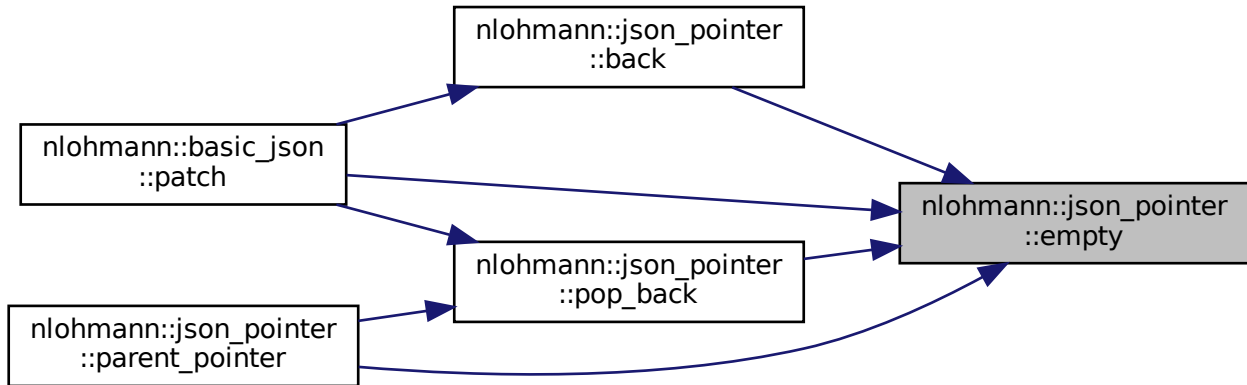 nlohmann::json_pointer
::back
nlohmann::basic_json
::patch
nlohmann::json_pointer
::empty
nlohmann::json_pointer
::pop_back
nlohmann::json_pointer
::parent_pointer